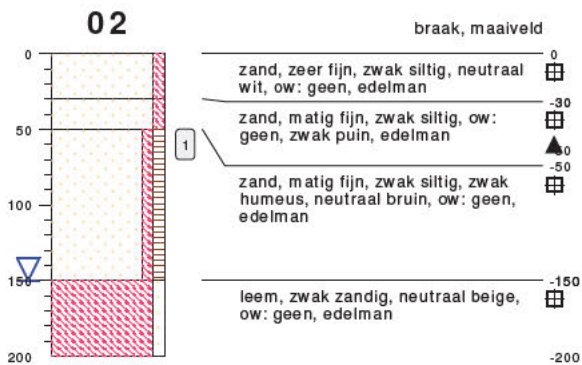 02
braak, maaiveld
0
0
zand, zeer fijn, zwak siltig, neutraal
wit, ow: geen, edelman
-30
zand, matig fijn, zwak siltig, ow:
geen, zwak puin, edelman
50
1
-50
zand, matig fijn, zwak siltig, zwak
humeus, neutraal bruin, ow: geen,
edelman
100
150
-150
leem, zwak zandig, neutraal beige,
ow: geen, edelman
200
-200